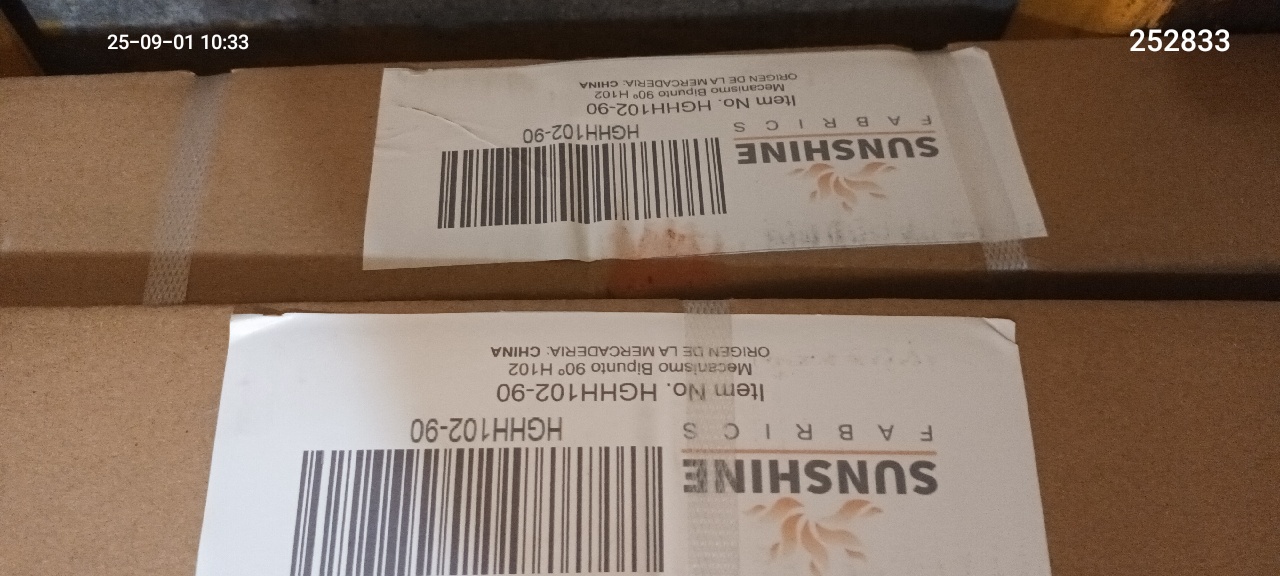 25-09-01 10:33
252833
SUNSHINE
FABRICS
HGHH102-90
Item No. HGHH102-90
Mecanismo Bipunto 90º H102
ORIGEN DE LA MERCADERIA: CHINA
SUNSHINE
FABRICS
HGHH102-90
Item No. HGHH102-90
Mecanismo Bipunto 90º H102
ORIGEN DE LA MERCADERIA: CHINA